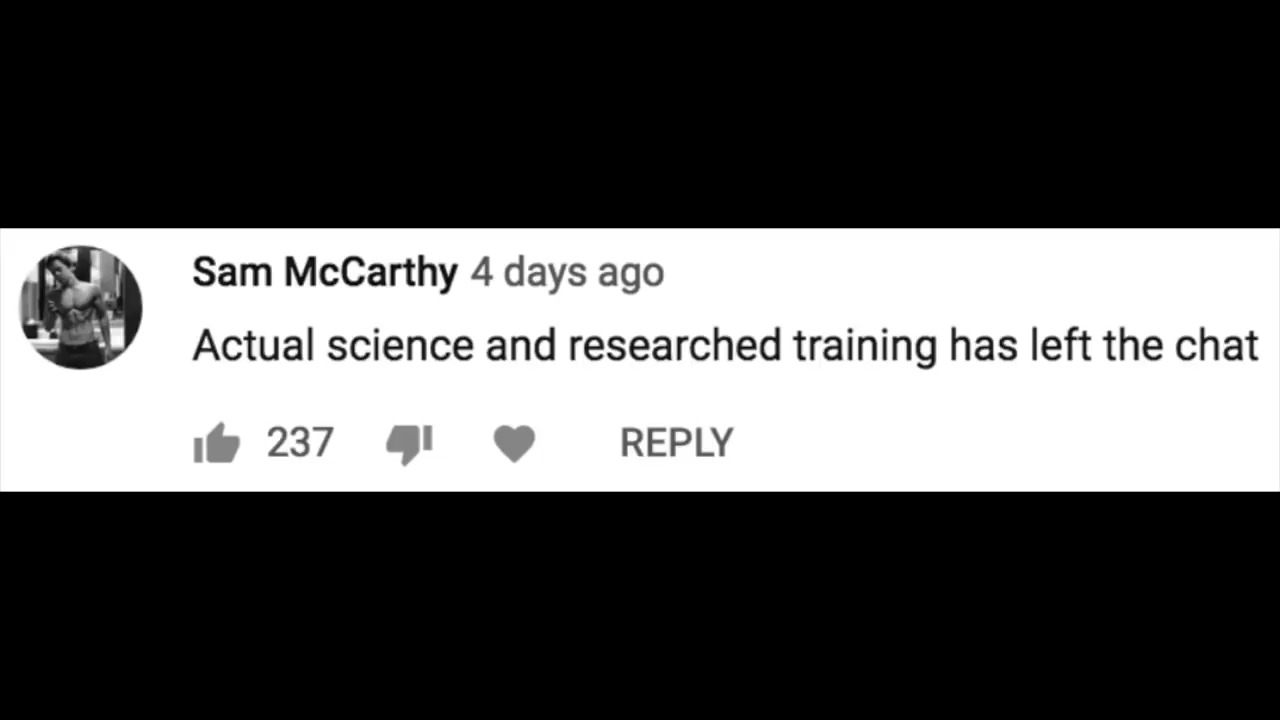 Sam McCarthy 4 days ago
Actual science and researched training has left the chat
237 REPLY